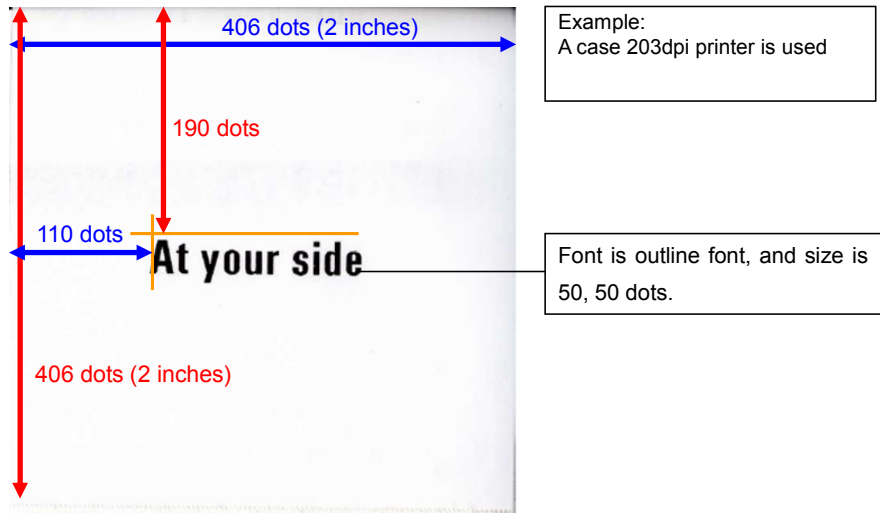 406 dots (2 inches)
Example:
A case 203dpi printer is used
190 dots
110 dots
At your side
Font is outline font, and size is
50, 50 dots.
406 dots (2 inches)